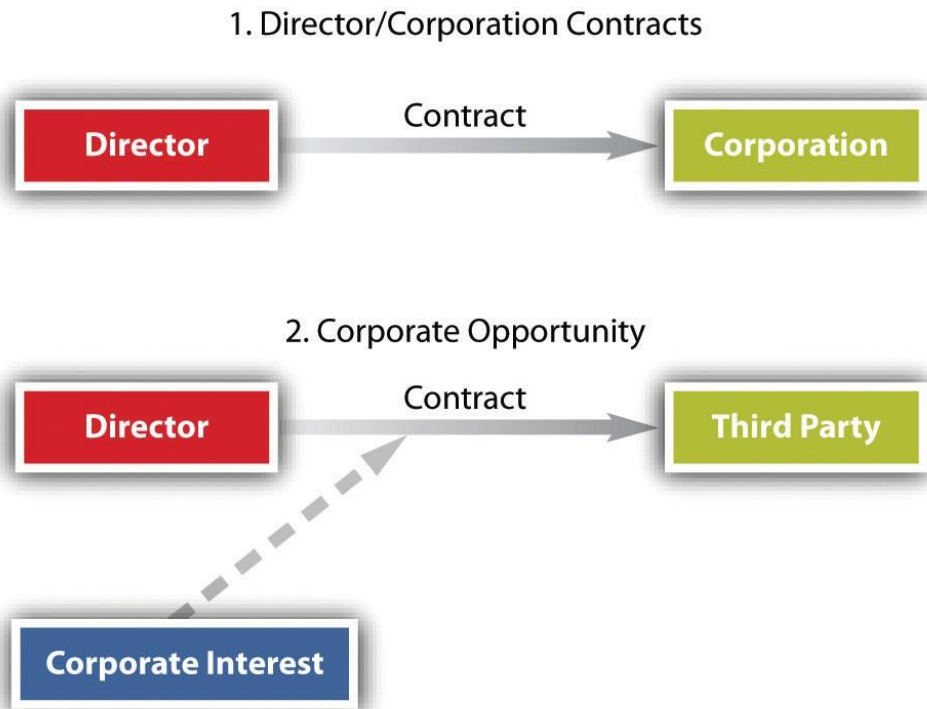 1. Director/Corporation Contracts
Director
Contract
Corporation
2. Corporate Opportunity
Director
Contract
Third Party
Corporate Interest